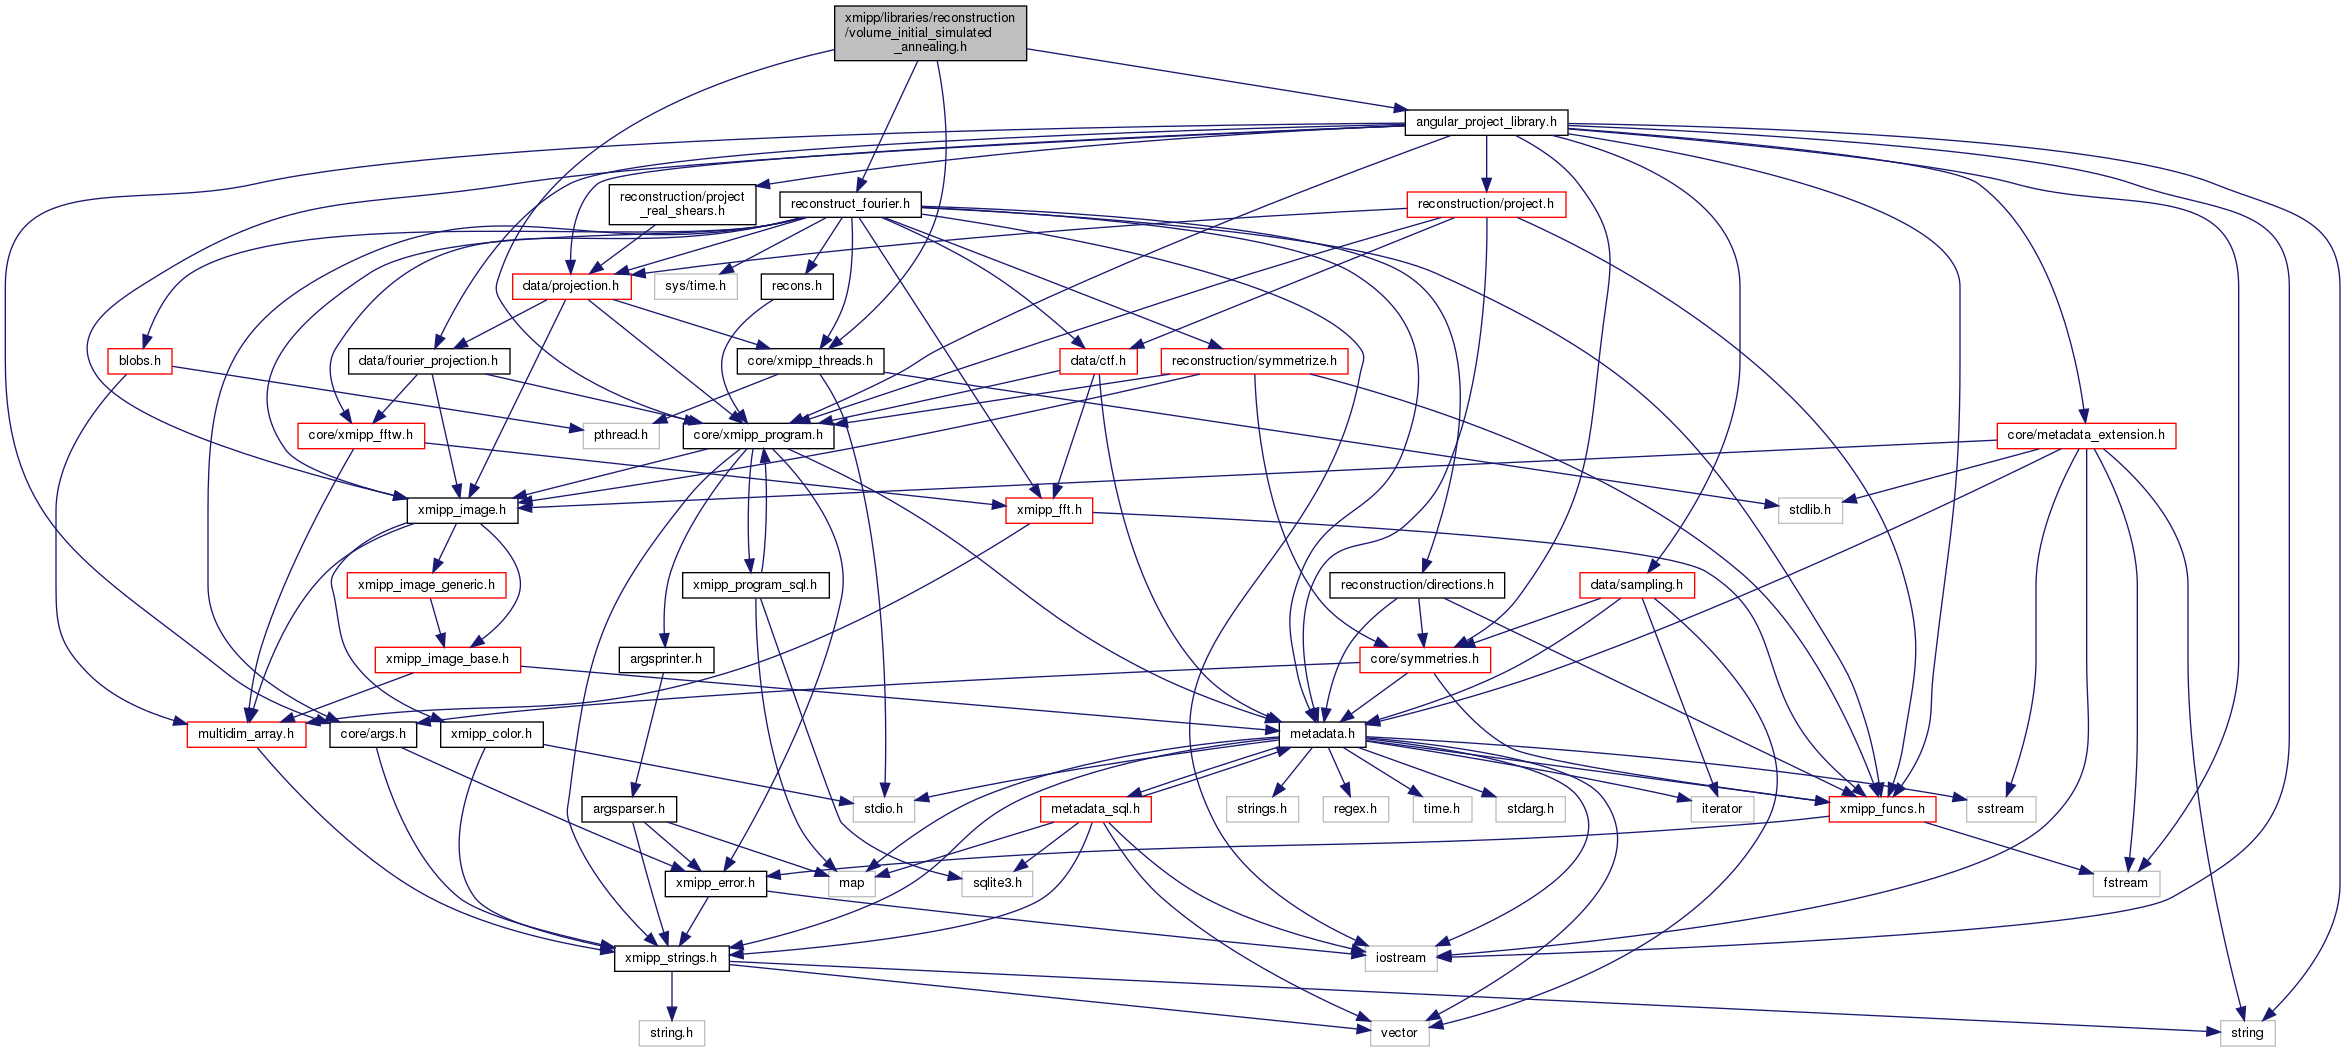 xmipp/libraries/reconstruction
/volume_initial_simulated
_annealing.h
angular_project_library.h
reconstruction/project
_real_shears.h
reconstruct_fourier.h
reconstruction/project.h
data/projection.h
sys/time.h
recons.h
blobs.h
data/fourier_projection.h
core/xmipp_threads.h
data/ctf.h
reconstruction/symmetrize.h
core/xmipp_fftw.h
pthread.h
core/xmipp_program.h
core/metadata_extension.h
xmipp_image.h
xmipp_fft.h
stdlib.h
xmipp_image_generic.h
xmipp_program_sql.h
reconstruction/directions.h
data/sampling.h
xmipp_image_base.h
argsprinter.h
core/symmetries.h
multidim_array.h
core/args.h
xmipp_color.h
metadata.h
argsparser.h
stdio.h
metadata_sql.h
strings.h
regex.h
time.h
stdarg.h
iterator
xmipp_funcs.h
sstream
xmipp_error.h
map
sqlite3.h
fstream
xmipp_strings.h
iostream
string.h
vector
string